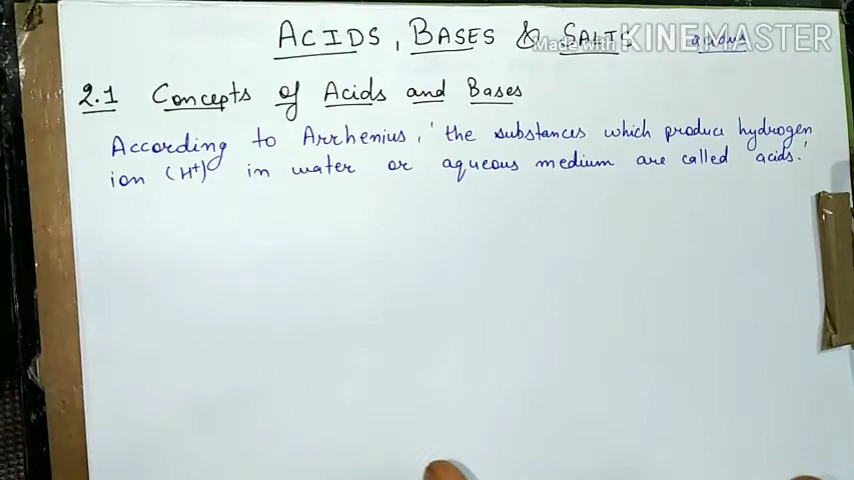 ACIDS, BASES & SALTS
Made with KINEMASTER
2.1 Concepts of Acids and Bases
According to Arrhenius, 'the substances which produce hydrogen
ion (H+) in water or aqueous medium are called acids.'